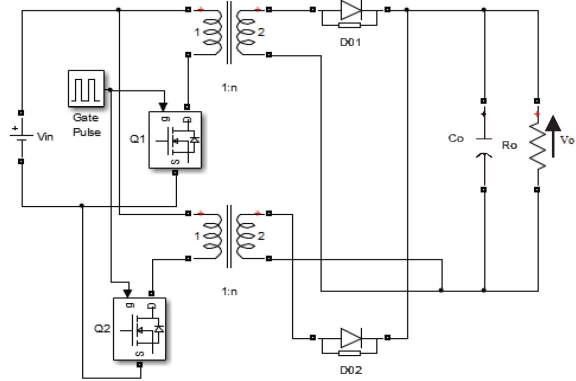 1
2
D01
1:n
Gate
Pulse
g
D
S
Q1
+
Vin
Co
Ro
Vo
1
2
1:n
g
D
S
Q2
D02